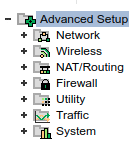 Advanced Setup
Network
Wireless
NAT/Routing
Firewall
Utility
Traffic
System